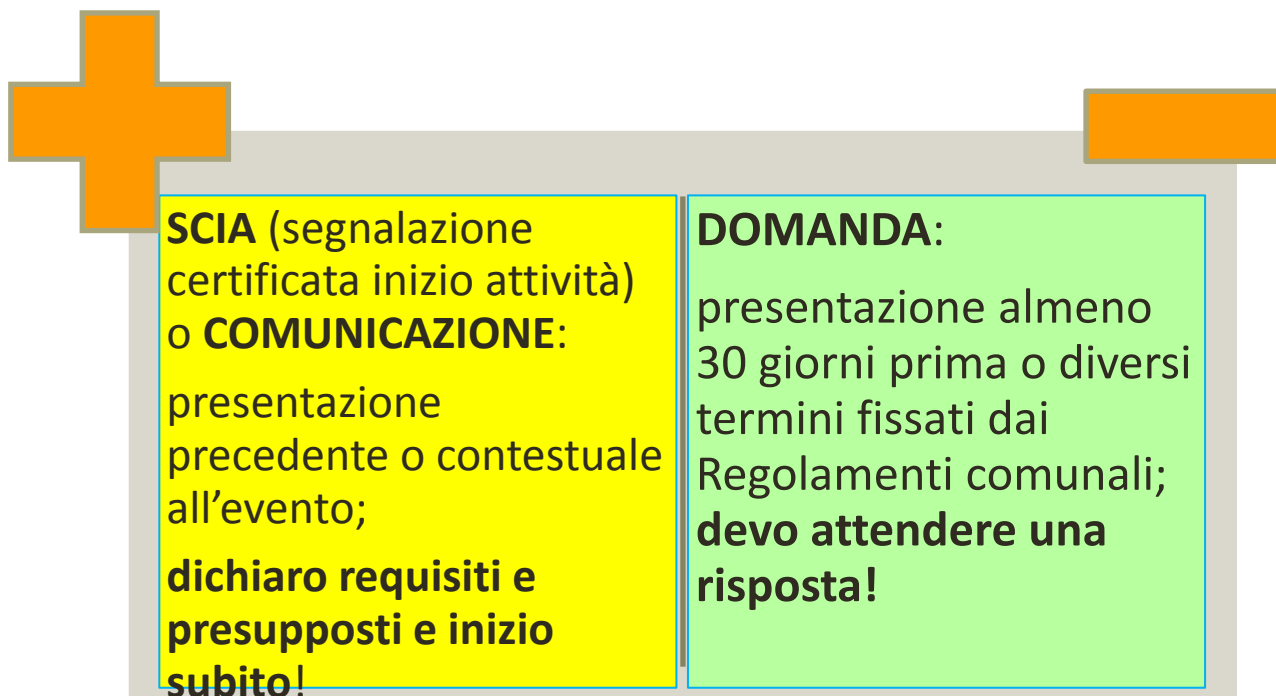 SCIA (segnalazione
certificata inizio attività)
o COMUNICAZIONE:
presentazione
precedente o contestuale
all’evento;
dichiaro requisiti e
presupposti e inizio
subito!
DOMANDA:
presentazione almeno
30 giorni prima o diversi
termini fissati dai
Regolamenti comunali;
devo attendere una
risposta!